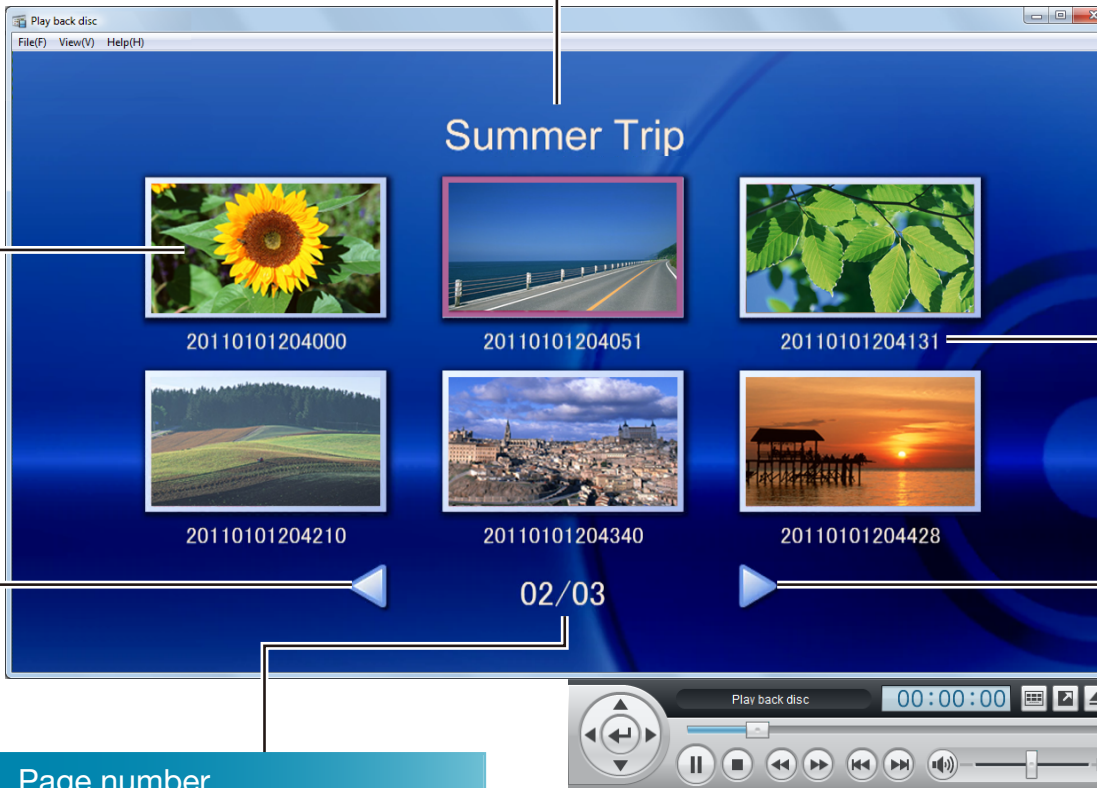 Play back disc
File(F) View(V) Help(H)
Summer Trip
20110101204000 20110101204051 20110101204131
20110101204210 20110101204340 20110101204428
02/03
Play back disc 00:00:00
Page number